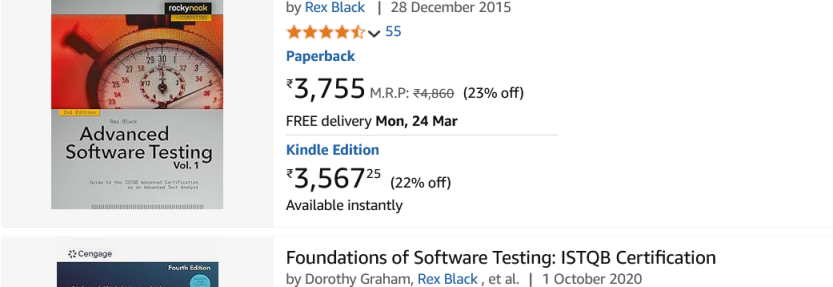 rockynook
COMPUTING
by Rex Black | 28 December 2015
55
Paperback
₹3,755 M.R.P: ₹4,860 (23% off)
FREE delivery Mon, 24 Mar
Kindle Edition
₹3,567 25 (22% off)
Available instantly
2nd Edition
Rex Black
Advanced
Software Testing
Vol. 1
Guide to the ISTQB Advanced Certification
as an Advanced Test Analyst
Cengage
Fourth Edition
Foundations of Software Testing: ISTQB Certification
by Dorothy Graham, Rex Black , et al. | 1 October 2020